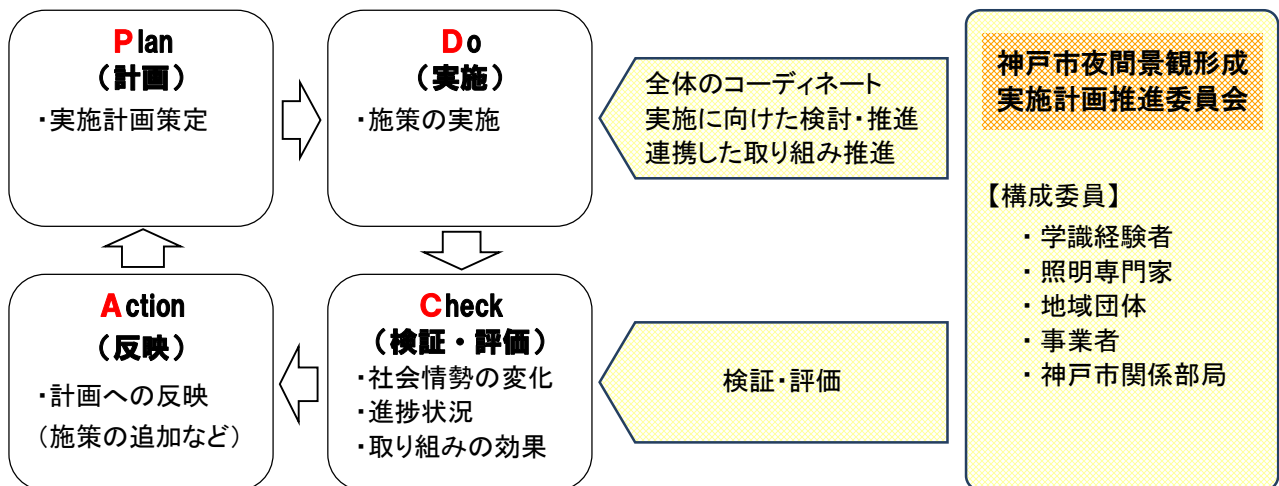 Plan
（計画）
・実施計画策定
Do
（実施）
・施策の実施
全体のコーディネート
実施に向けた検討・推進
連携した取り組み推進
神戸市夜間景観形成
実施計画推進委員会
【構成委員】
・ 学識経験者
・ 照明専門家
・ 地域団体
・ 事業者
・ 神戸市関係部局
Action
（反映）
・計画への反映
（施策の追加など）
Check
（検証・評価）
・社会情勢の変化
・進捗状況
・取り組みの効果
検証・評価